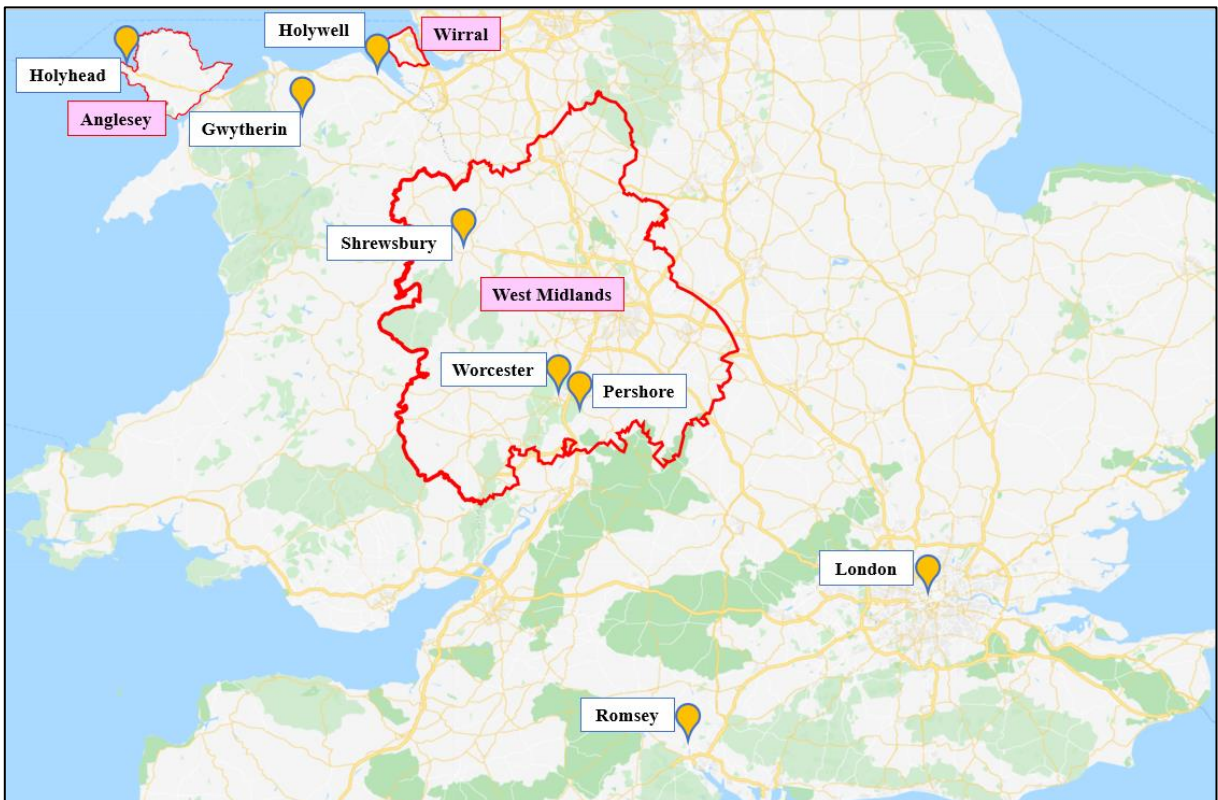 Holywell
Wirral
Holyhead
Anglesey
Gwytherin
Shrewsbury
West Midlands
Worcester
Pershore
London
Romsey